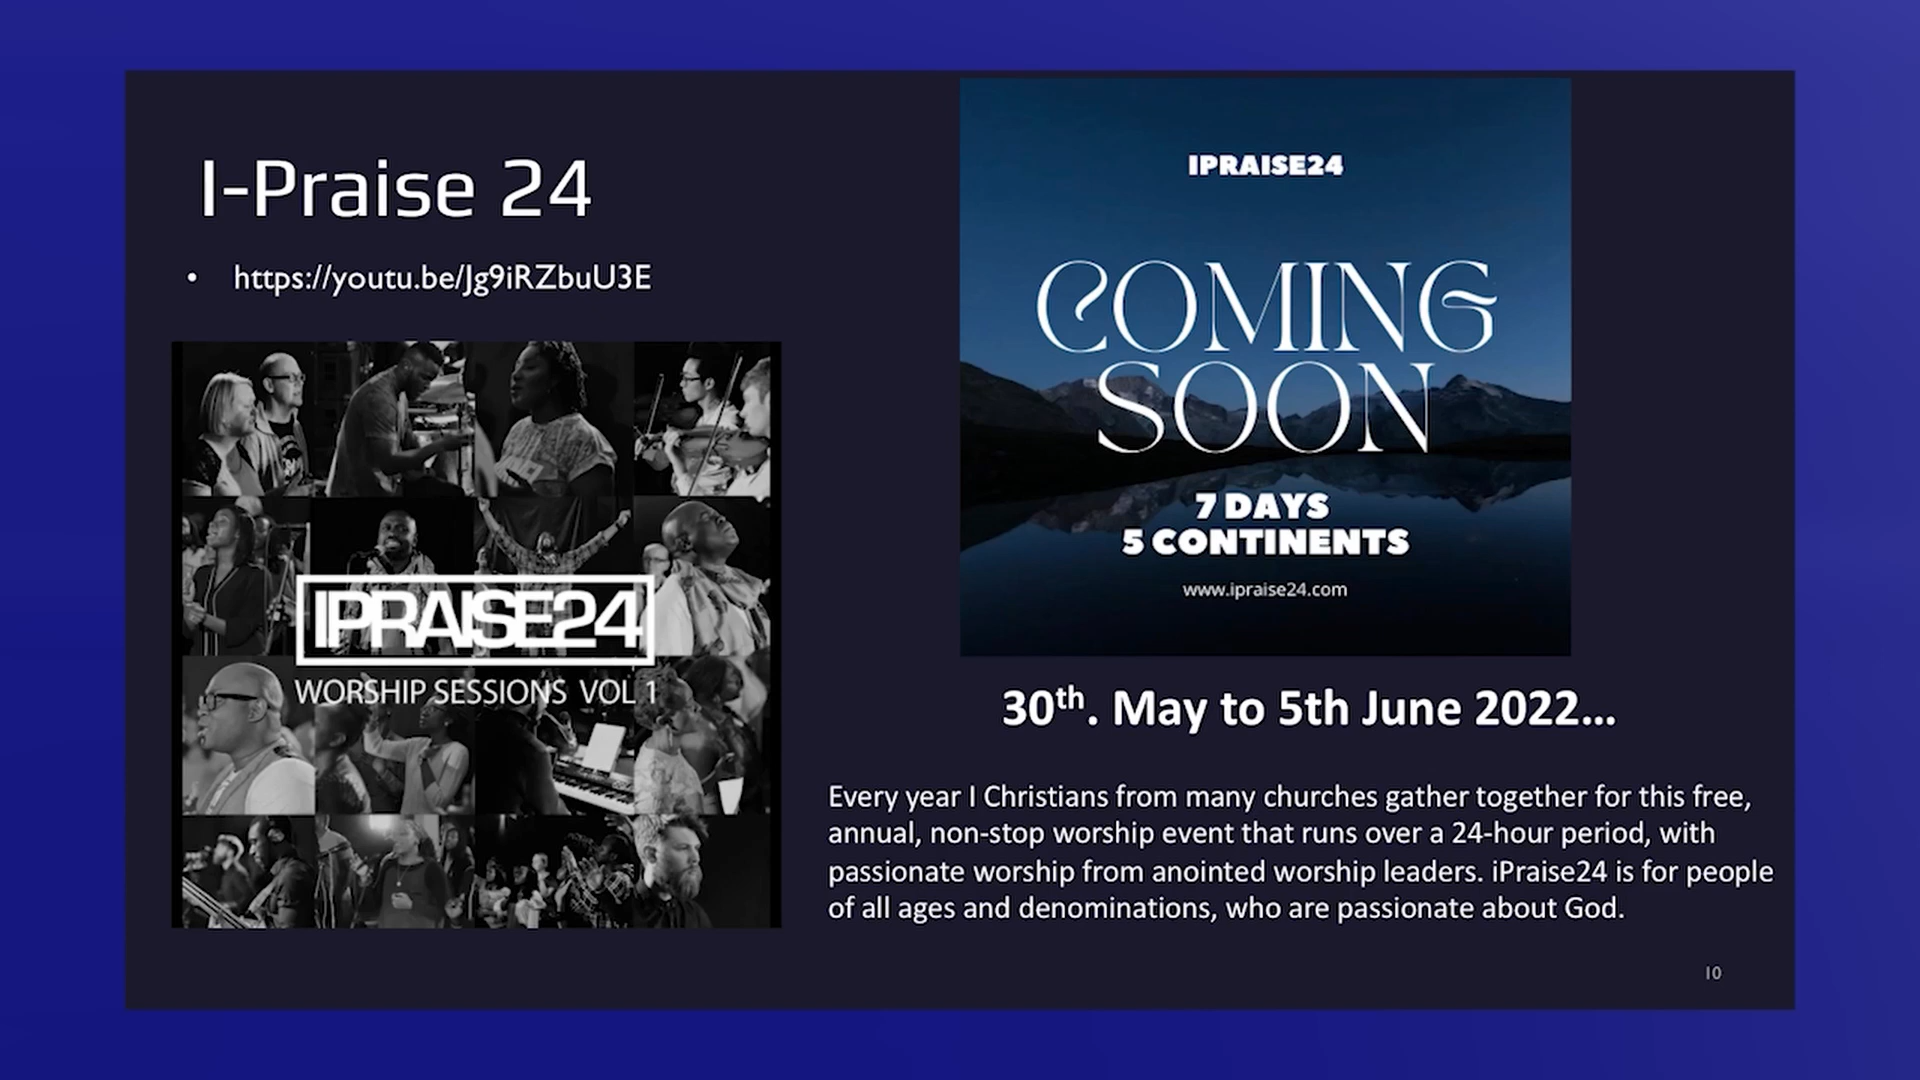 I-Praise 24
• https://youtu.be/Jg9iRZbuU3E
IPRAISE24
WORSHIP SESSIONS VOL 1
IPRAISE24
COMING
SOON
7 DAYS
5 CONTINENTS
www.ipraise24.com
30th. May to 5th June 2022...
Every year I Christians from many churches gather together for this free,
annual, non-stop worship event that runs over a 24-hour period, with
passionate worship from anointed worship leaders. iPraise24 is for people
of all ages and denominations, who are passionate about God.
10